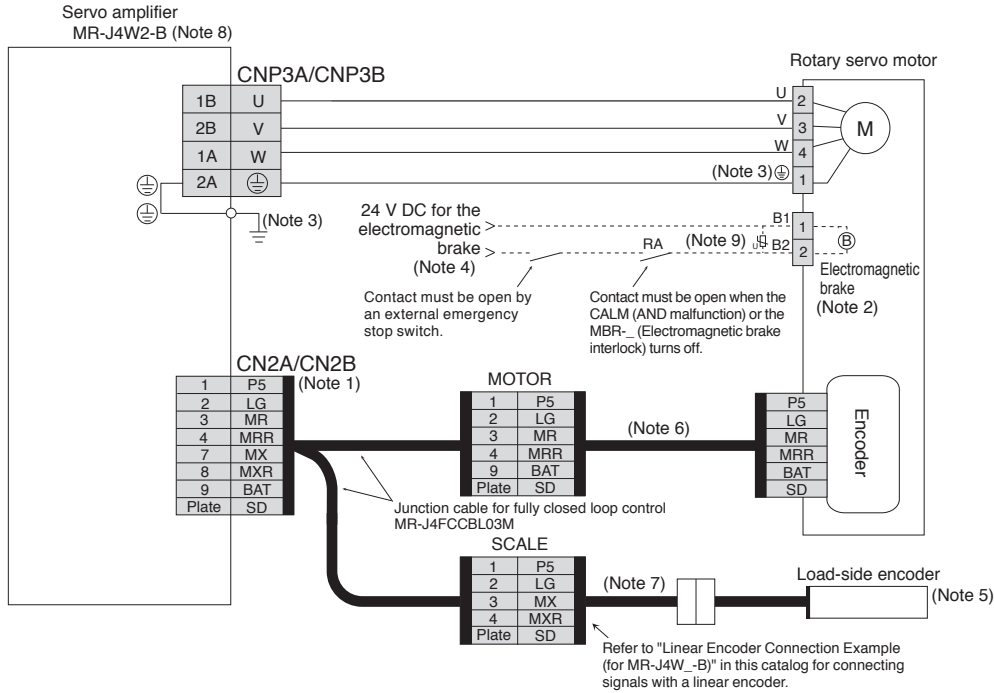 Servo amplifier
MR-J4W2-B (Note 8)
CNP3A/CNP3B
1B U
2B V
1A W
2A
(Note 3)
Rotary servo motor
U 2
V 3
W 4
(Note 3) 1
M
24 V DC for the
electromagnetic
brake
(Note 4)
RA
(Note 9)
U
B1 1
B2 2
B
Electromagnetic
brake
(Note 2)
Contact must be open by
an external emergency
stop switch.
Contact must be open when the
CALM (AND malfunction) or the
MBR-_ (Electromagnetic brake
interlock) turns off.
CN2A/CN2B
(Note 1)
1 P5
2 LG
3 MR
4 MRR
7 MX
8 MXR
9 BAT
Plate SD
MOTOR
1 P5
2 LG
3 MR
4 MRR
9 BAT
Plate SD
(Note 6)
P5
LG
MR
MRR
BAT
SD
Encoder
Junction cable for fully closed loop control
MR-J4FCCBL03M
SCALE
1 P5
2 LG
3 MX
4 MXR
Plate SD
(Note 7)
Load-side encoder
(Note 5)
Refer to "Linear Encoder Connection Example
(for MR-J4W_-B)" in this catalog for connecting
signals with a linear encoder.